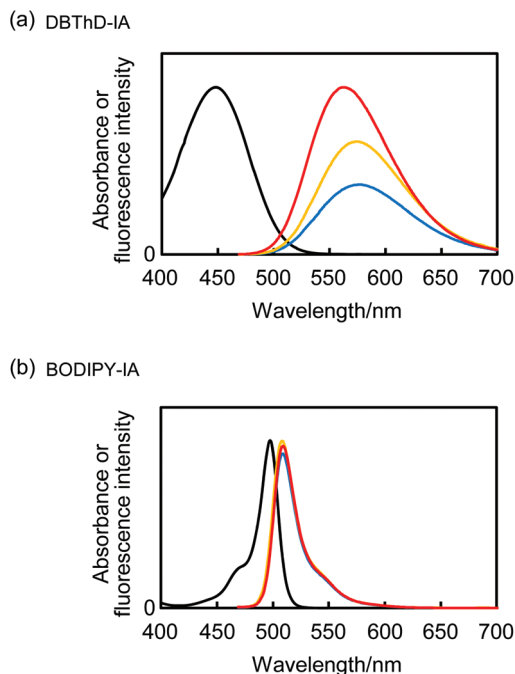 (a) DBThD-IA
Absorbance or
fluorescence intensity
0
400 450 500 550 600 650 700
Wavelength/nm
(b) BODIPY-IA
Absorbance or
fluorescence intensity
0
400 450 500 550 600 650 700
Wavelength/nm